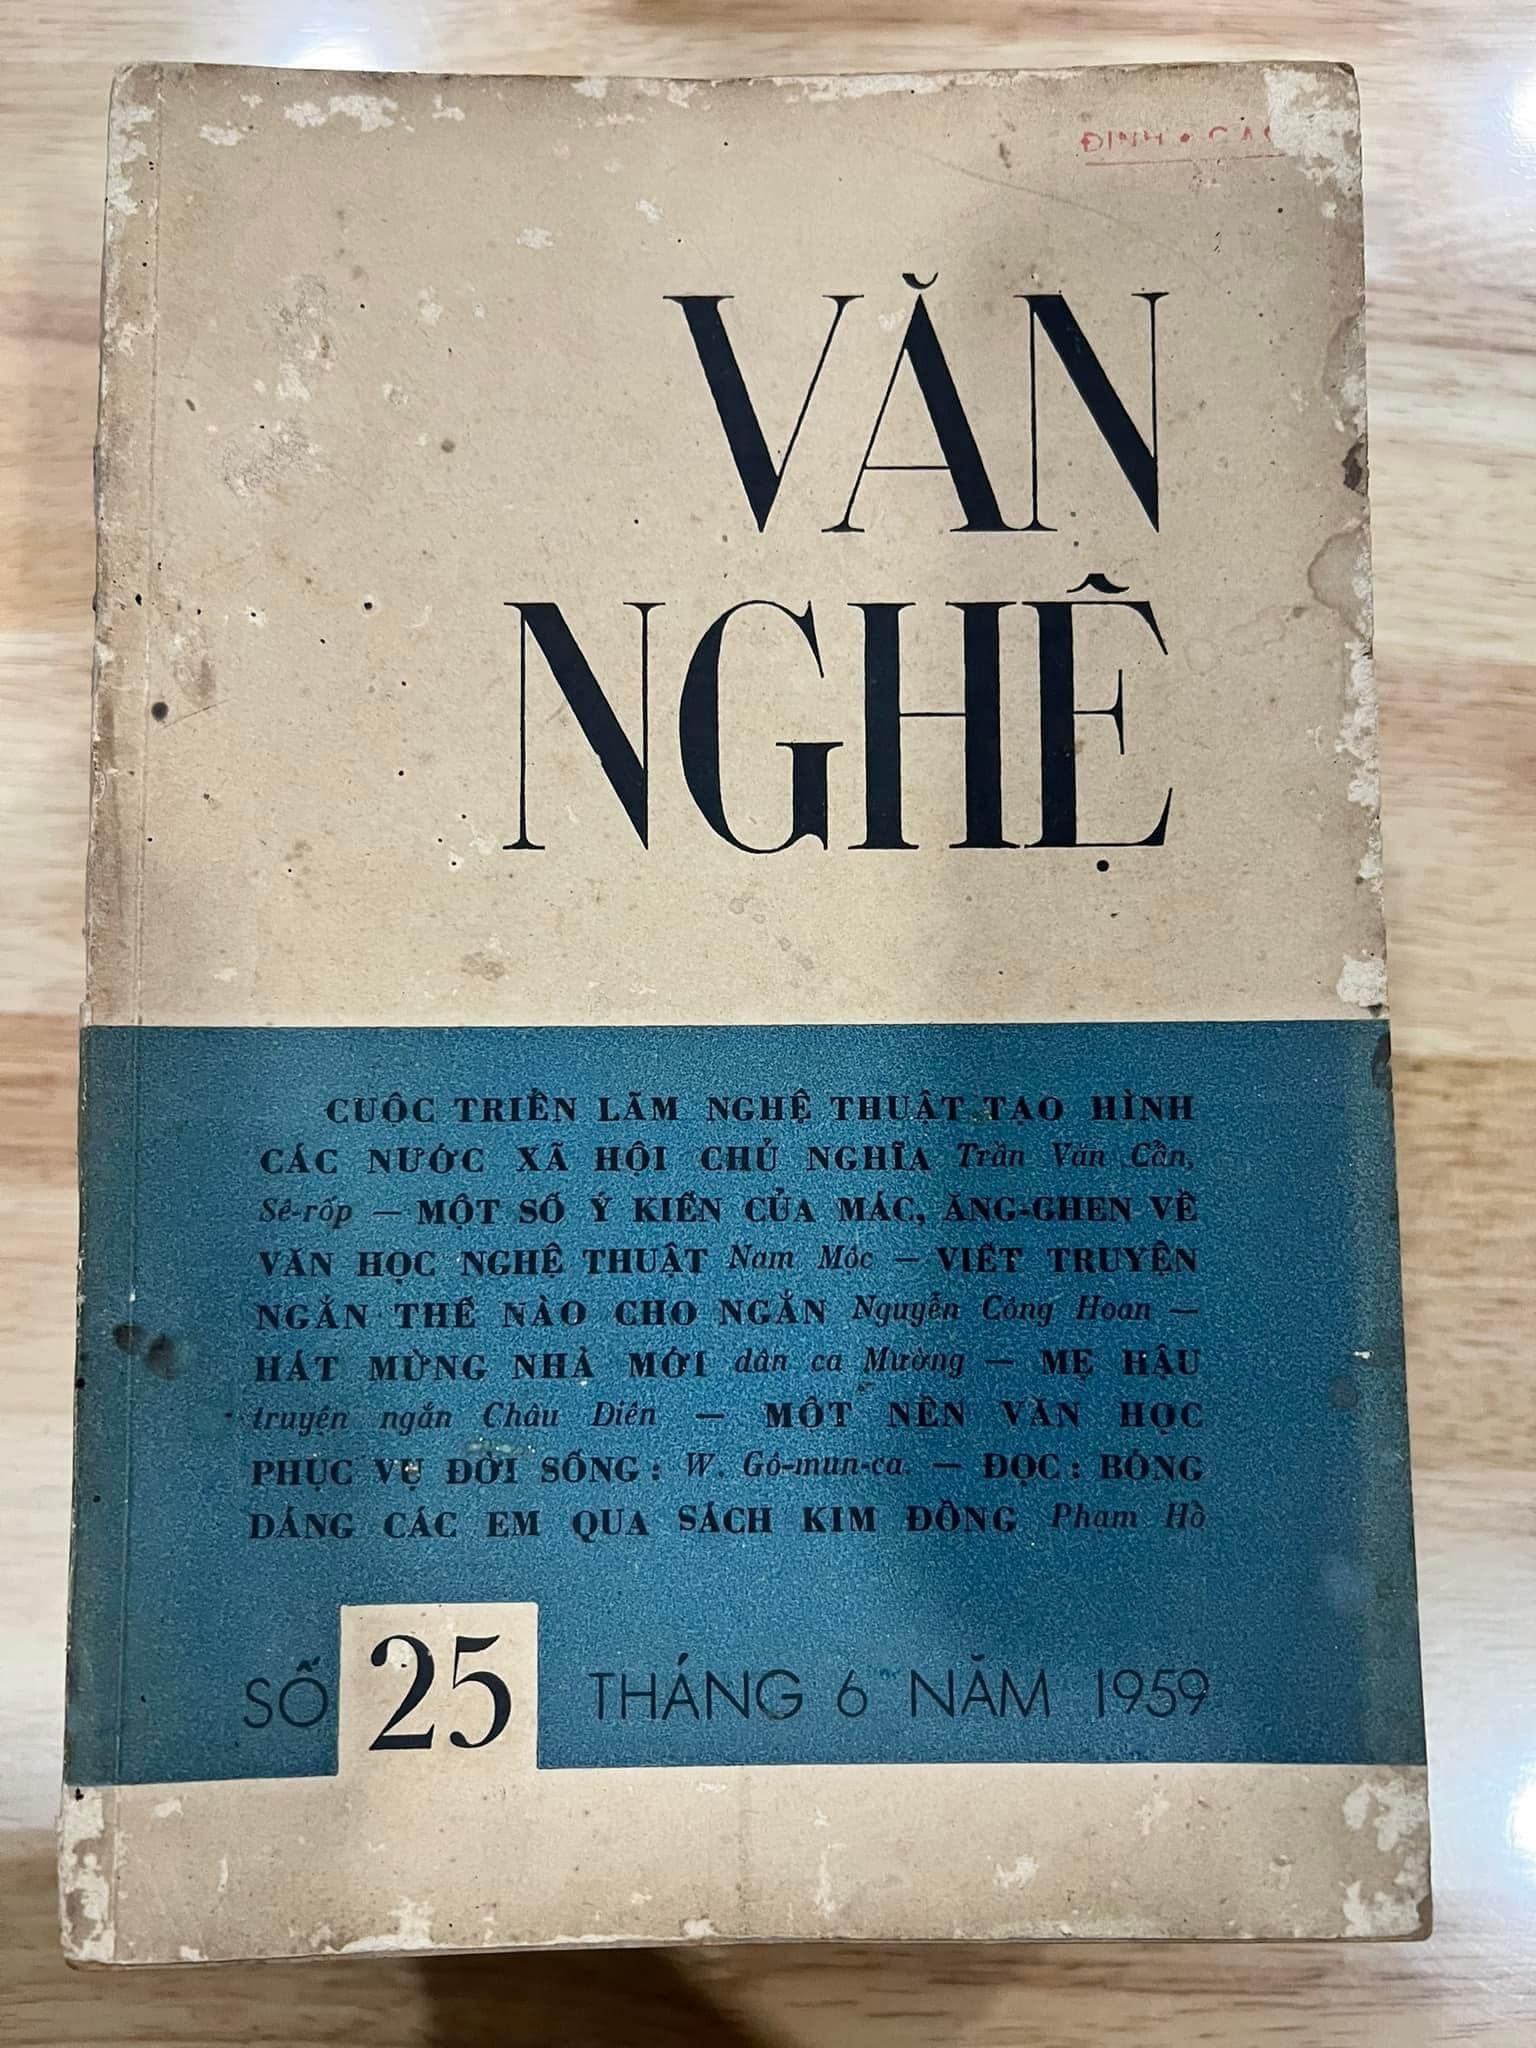 ĐINH •
VĂN
NGHỆ
CUỘC TRIỂN LÃM NGHỆ THUẬT TẠO HÌNH
CÁC NƯỚC XÃ HỘI CHỦ NGHĨA Trần Văn Cẩn,
Sê-rốp — MỘT SỐ Ý KIẾN CỦA MÁC, ĂNG-GHEN VỀ
VĂN HỌC NGHỆ THUẬT Nam Mộc — VIẾT TRUYỆN
NGẮN THẾ NÀO CHO NGẮN Nguyễn Công Hoan —
HÁT MỪNG NHÀ MỚI dân ca Mường — MẸ HẬU
truyện ngắn Châu Diên — MỘT NỀN VĂN HỌC
PHỤC VỤ ĐỜI SỐNG : W. Gô-mun-ca. — ĐỌC : BÓNG
DÁNG CÁC EM QUA SÁCH KIM ĐỒNG Phạm Hổ
SỐ 25 THÁNG 6 NĂM 1959